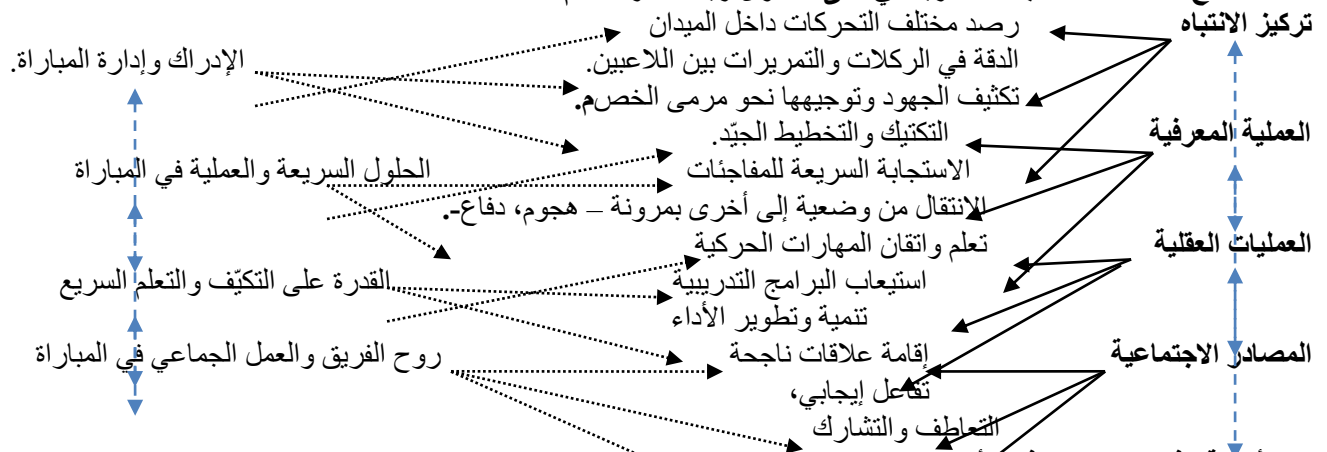 تركيز الانتباه
رصد مختلف التحركات داخل الميدان
الدقة في الركلات والتمريرات بين اللاعبين.
الإدراك وإدارة المباراة.
تكثيف الجهود وتوجيهها نحو مرمى الخصم.
العملية المعرفية
التكتيك والتخطيط الجيّد.
الاستجابة السريعة للمفاجئات
الحلول السريعة والعملية في المباراة
الانتقال من وضعية إلى أخرى بمرونة – هجوم، دفاع-.
العمليات العقلية
تعلم واتقان المهارات الحركية
استيعاب البرامج التدريبية
القدرة على التكيّف والتعلم السريع
تنمية وتطوير الأداء
المصادر الاجتماعية
إقامة علاقات ناجحة
روح الفريق والعمل الجماعي في المباراة
تفاعل إيجابي،
التعاطف والتشارك